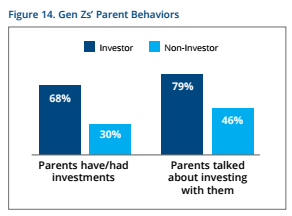 Figure 14. Gen Zs’ Parent Behaviors
Investor Non-Investor
68%
30%
79%
46%
Parents have/had
investments
Parents talked
about investing
with them